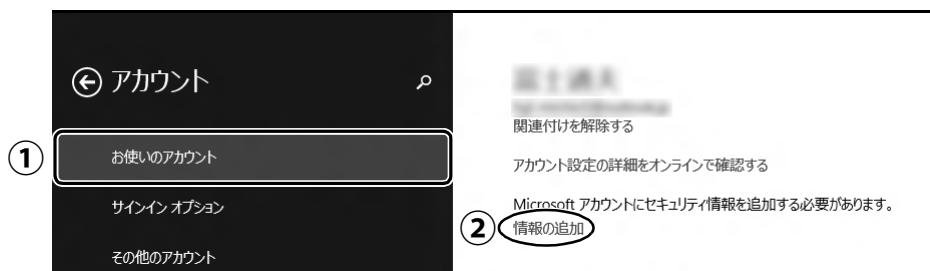 アカウント
①
お使いのアカウント
サインイン オプション
その他のアカウント
関連付けを解除する
アカウント設定の詳細をオンラインで確認する
Microsoft アカウントにセキュリティ情報を追加する必要があります。
②
情報の追加